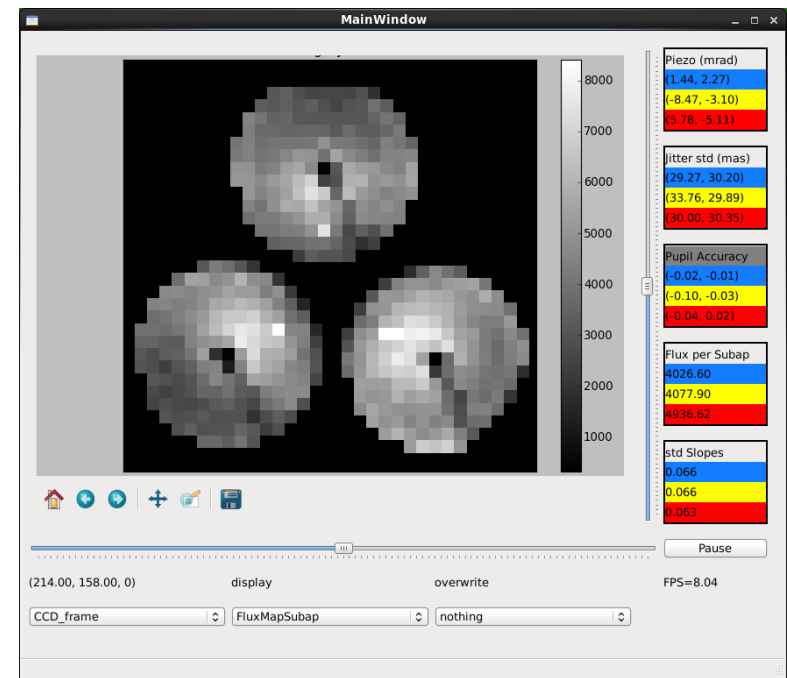 MainWindow
8000
7000
6000
5000
4000
3000
2000
1000
Piezo (mrad)
(1.44, 2.27)
(-8.47, -3.10)
(5.78, -5.11)
Jitter std (mas)
(29.27, 30.20)
(33.76, 29.89)
(30.00, 30.35)
Pupil Accuracy
(-0.02, -0.01)
(-0.10, -0.03)
(-0.04, 0.02)
Flux per Subap
4026.60
4077.90
4936.62
std Slopes
0.066
0.066
0.063
Pause
(214.00, 158.00, 0) display overwrite FPS=8.04
CCD_frame FluxMapSubap nothing